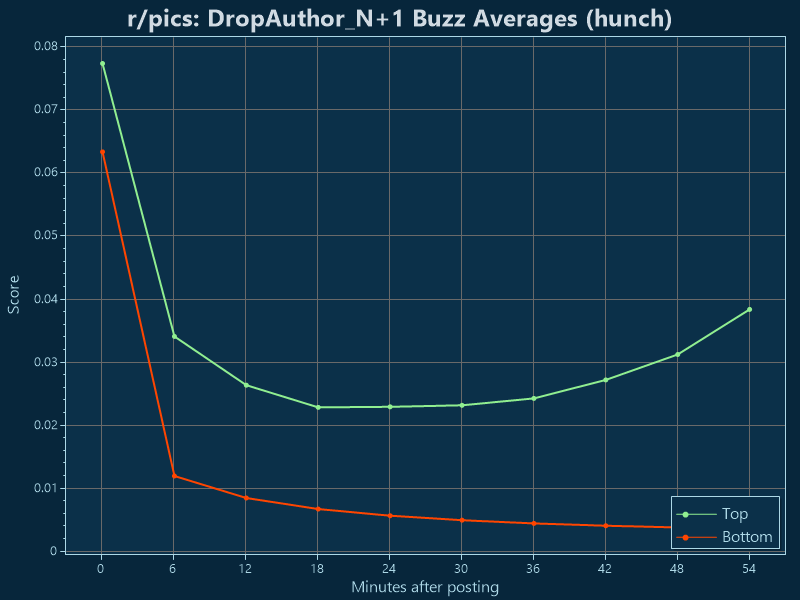 r/pics: DropAuthor_N+1 Buzz Averages (hunch)
0.08
0.07
0.06
0.05
0.04
0.03
0.02
0.01
0
Score
0 6 12 18 24 30 36 42 48 54
Minutes after posting
Top
Bottom